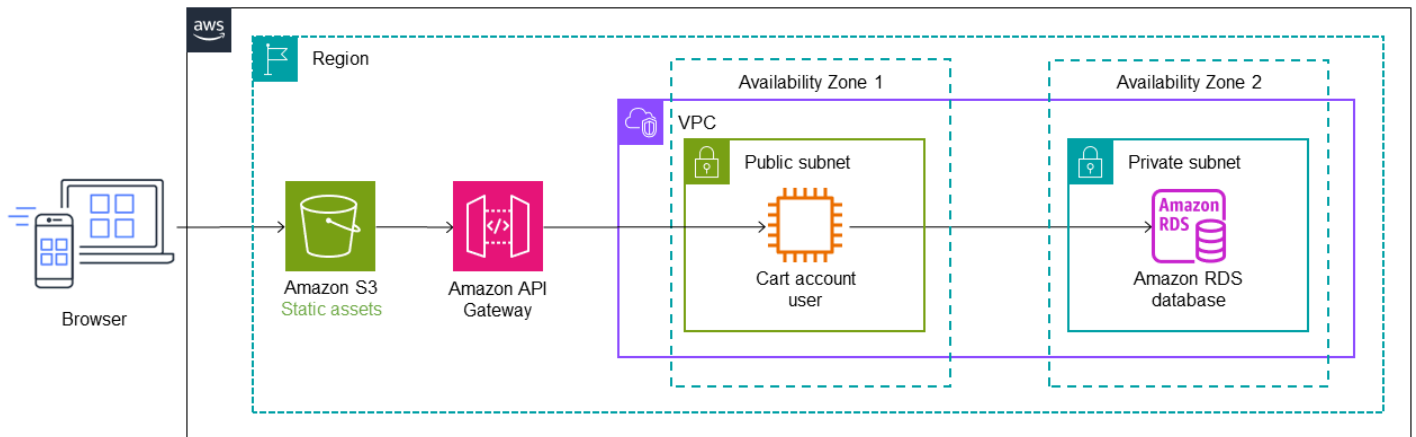 aws
Region
Availability Zone 1
Availability Zone 2
VPC
Public subnet
Private subnet
Amazon
RDS
</>
Amazon S3
Static assets
Amazon API
Gateway
Cart account
user
Amazon RDS
database
Browser